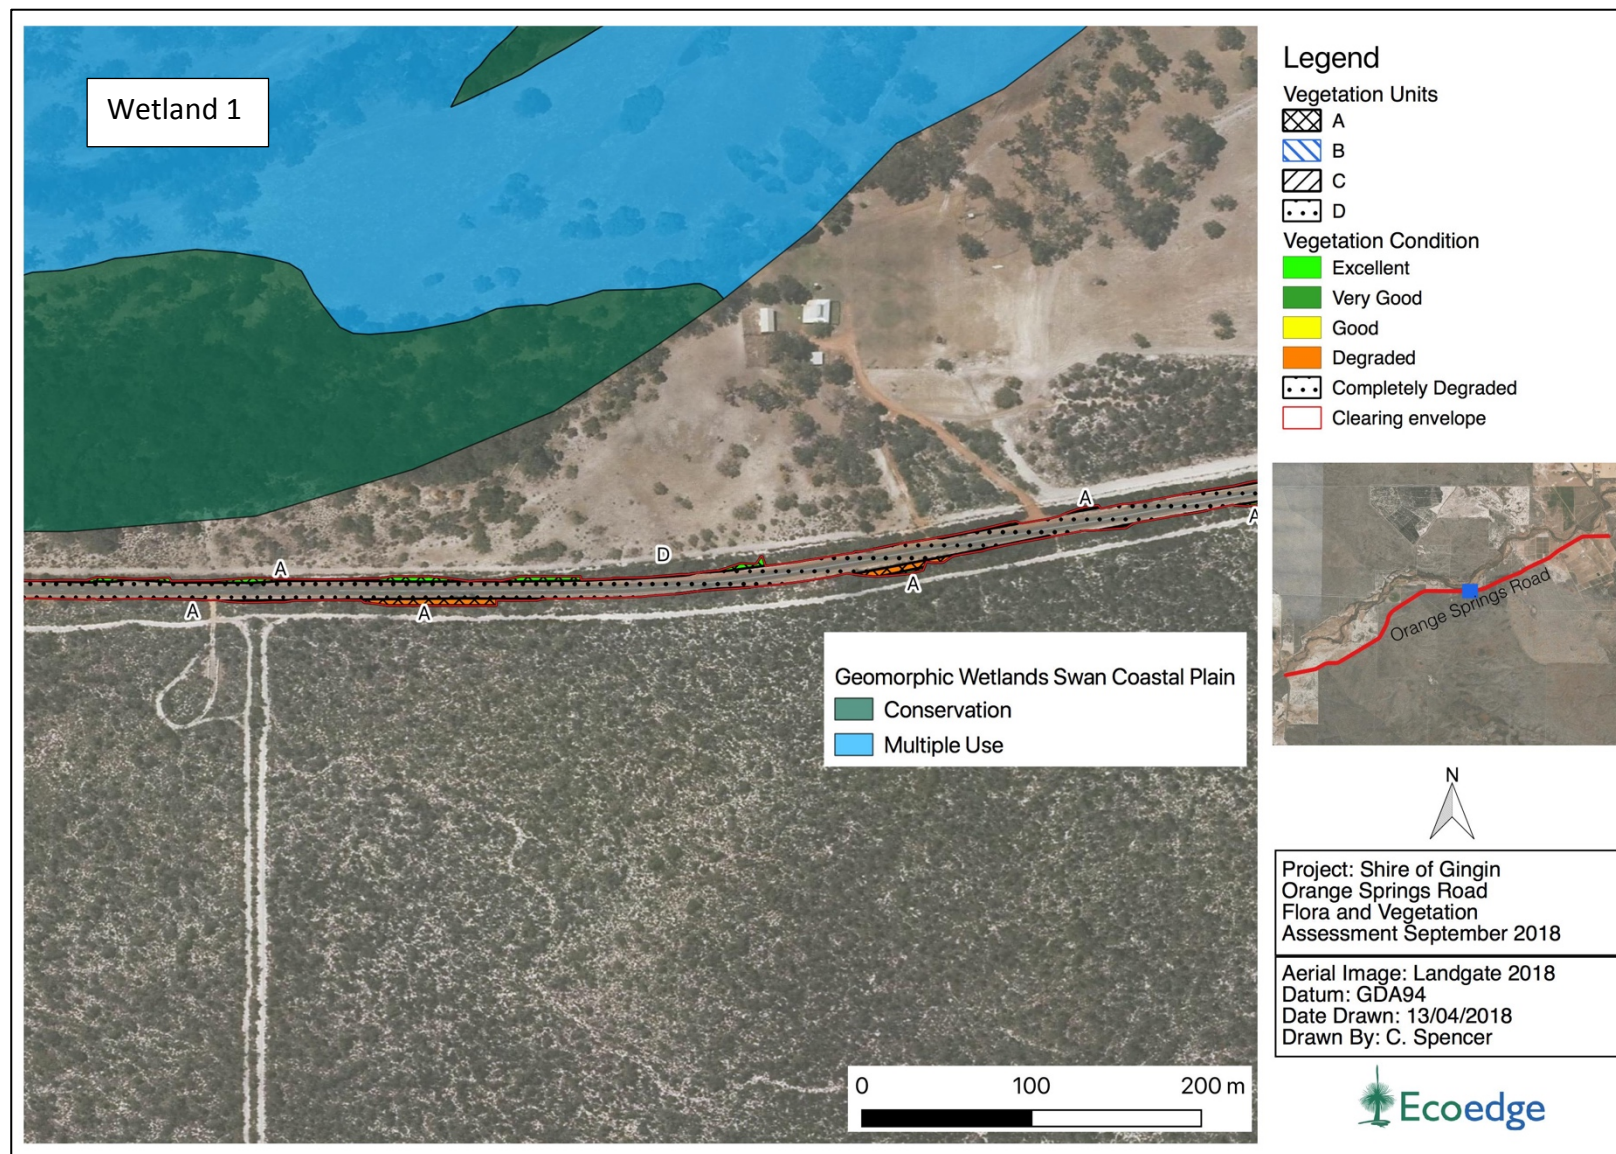 Wetland 1
A
D
A
A
A
A
A
Geomorphic Wetlands Swan Coastal Plain
Conservation
Multiple Use
0 100 200 m
Legend
Vegetation Units
A
B
C
D
Vegetation Condition
Excellent
Very Good
Good
Degraded
Completely Degraded
Clearing envelope
Orange Springs Road
N
Project: Shire of Gingin
Orange Springs Road
Flora and Vegetation
Assessment September 2018
Aerial Image: Landgate 2018
Datum: GDA94
Date Drawn: 13/04/2018
Drawn By: C. Spencer
Ecoedge